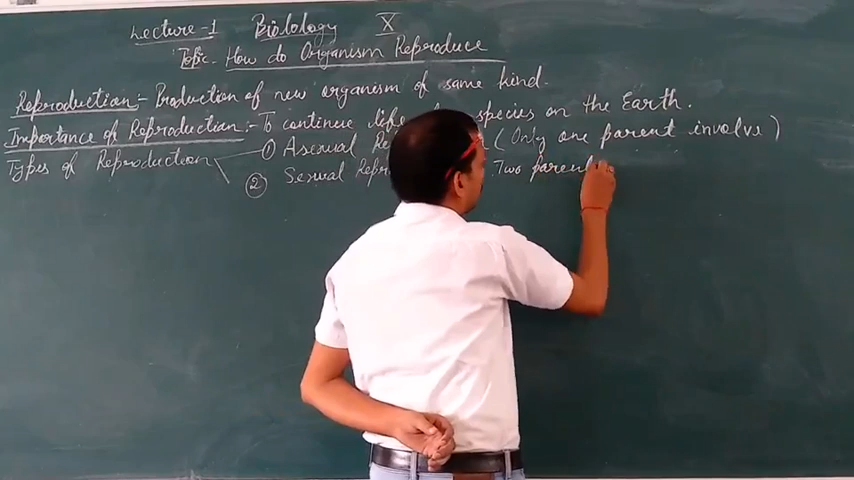 Lecture-1 Biolology X
Topic- How do Organism Reproduce
Reproduction:- Production of new organism of same kind.
Importance of Reproduction:- To continue life species on the Earth.
Types of Reproduction ① Asexual (Only one parent involve)
② Sexual Two